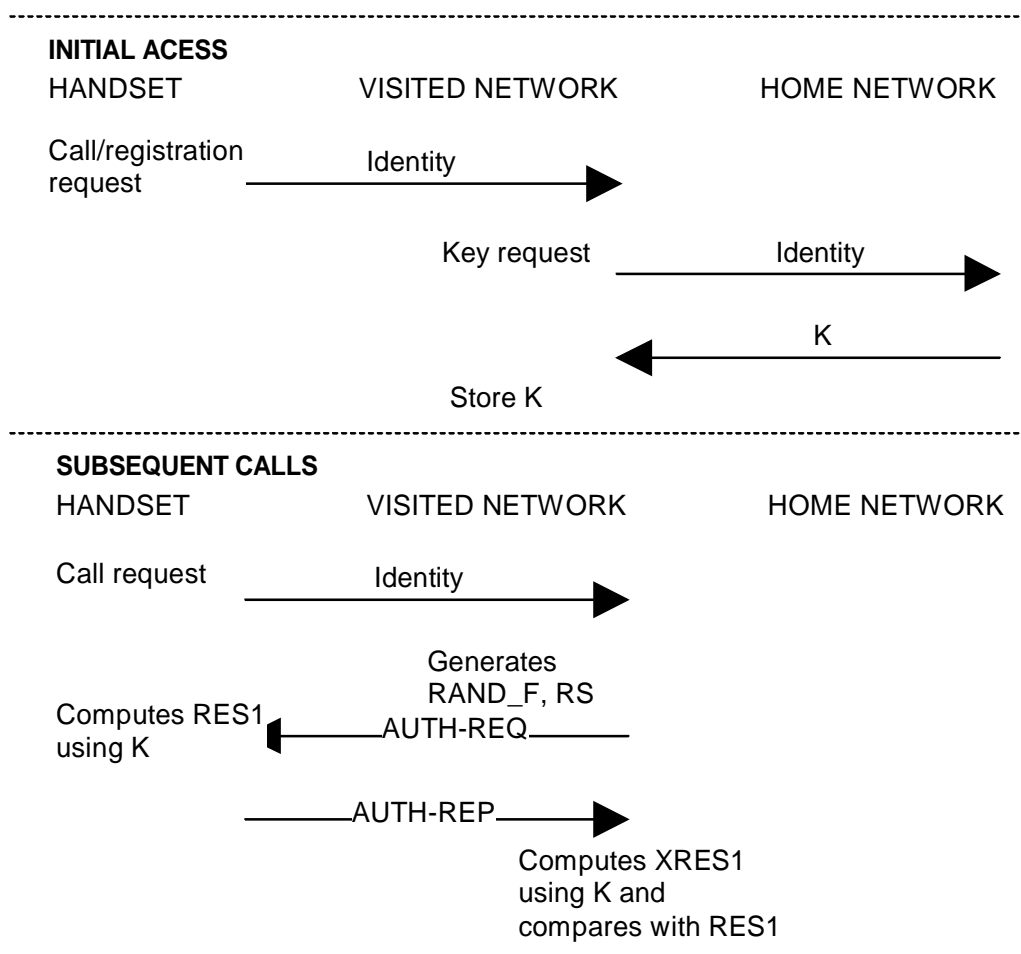 INITIAL ACESS
HANDSET VISITED NETWORK HOME NETWORK
Call/registration
request
Identity
Key request
Identity
K
Store K
SUBSEQUENT CALLS
HANDSET VISITED NETWORK HOME NETWORK
Call request
Identity
Generates
RAND_F, RS
Computes RES1
using K
AUTH-REQ
AUTH-REP
Computes XRES1
using K and
compares with RES1